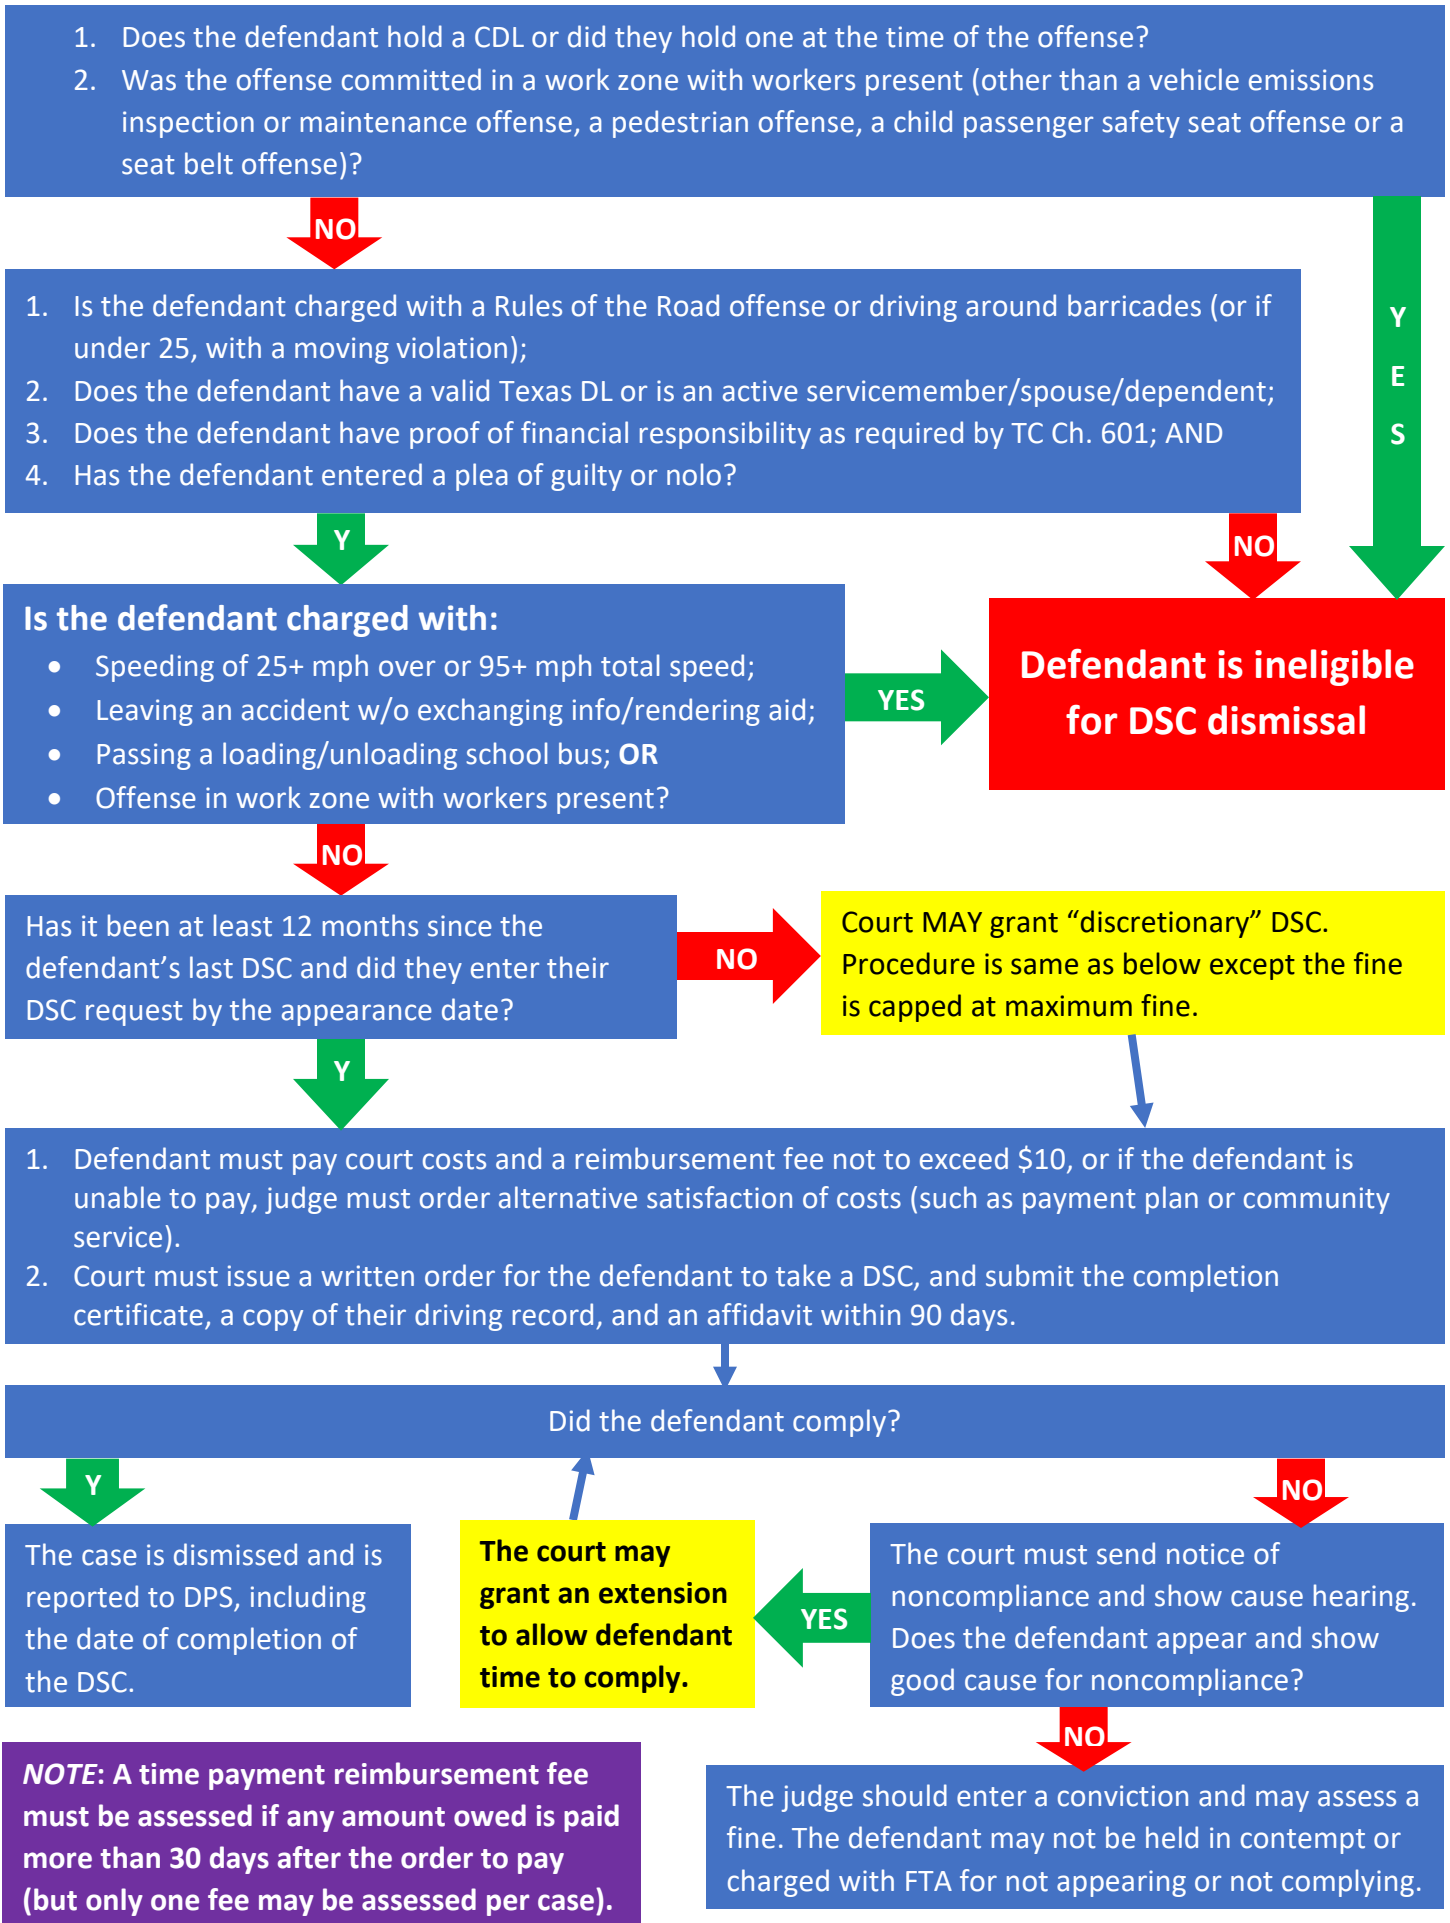 1. Does the defendant hold a CDL or did they hold one at the time of the offense?
2. Was the offense committed in a work zone with workers present (other than a vehicle emissions
inspection or maintenance offense, a pedestrian offense, a child passenger safety seat offense or a
seat belt offense)?
NO
Y
E
S
1. Is the defendant charged with a Rules of the Road offense or driving around barricades (or if
under 25, with a moving violation);
2. Does the defendant have a valid Texas DL or is an active servicemember/spouse/dependent;
3. Does the defendant have proof of financial responsibility as required by TC Ch. 601; AND
4. Has the defendant entered a plea of guilty or nolo?
Y
NO
Is the defendant charged with:
• Speeding of 25+ mph over or 95+ mph total speed;
• Leaving an accident w/o exchanging info/rendering aid;
• Passing a loading/unloading school bus; OR
• Offense in work zone with workers present?
YES
Defendant is ineligible
for DSC dismissal
NO
Has it been at least 12 months since the
defendant's last DSC and did they enter their
DSC request by the appearance date?
NO
Court MAY grant “discretionary” DSC.
Procedure is same as below except the fine
is capped at maximum fine.
Y
1. Defendant must pay court costs and a reimbursement fee not to exceed $10, or if the defendant is
unable to pay, judge must order alternative satisfaction of costs (such as payment plan or community
service).
2. Court must issue a written order for the defendant to take a DSC, and submit the completion
certificate, a copy of their driving record, and an affidavit within 90 days.
Did the defendant comply?
Y
NO
The case is dismissed and is
reported to DPS, including
the date of completion of
the DSC.
The court may
grant an extension
to allow defendant
time to comply.
YES
The court must send notice of
noncompliance and show cause hearing.
Does the defendant appear and show
good cause for noncompliance?
NO
NOTE: A time payment reimbursement fee
must be assessed if any amount owed is paid
more than 30 days after the order to pay
(but only one fee may be assessed per case).
The judge should enter a conviction and may assess a
fine. The defendant may not be held in contempt or
charged with FTA for not appearing or not complying.